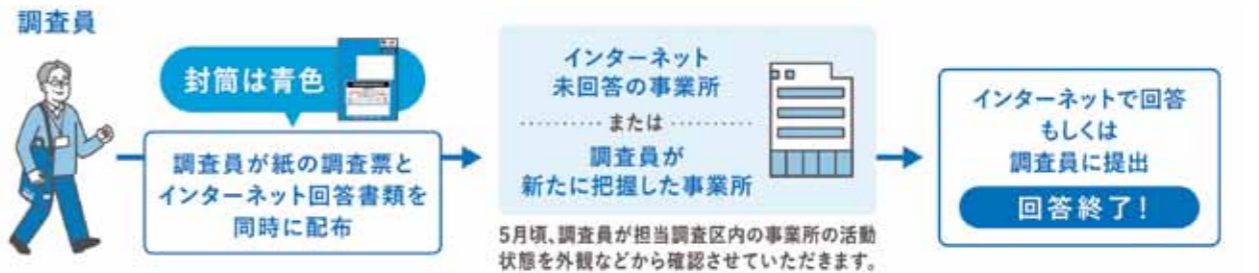 調査員
封筒は青色
調査員が紙の調査票と
インターネット回答書類を
同時に配布
インターネット
未回答の事業所
または
調査員が
新たに把握した事業所
5月頃、調査員が担当調査区内の事業所の活動
状態を外観などから確認させていただきます。
インターネットで回答
もしくは
調査員に提出
回答終了!